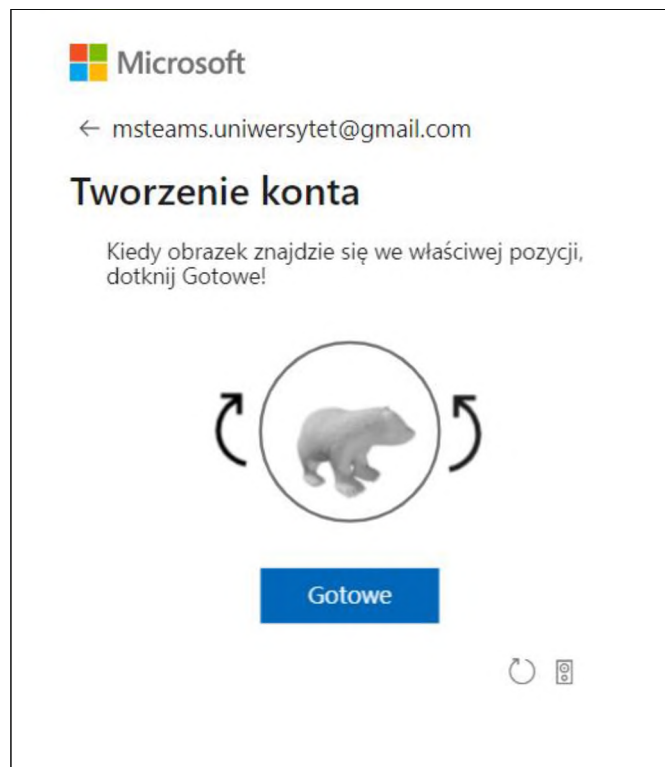 Microsoft
← msteams.uniwersytet@gmail.com
Tworzenie konta
Kiedy obrazek znajdzie się we właściwej pozycji,
dotknij Gotowe!
Gotowe